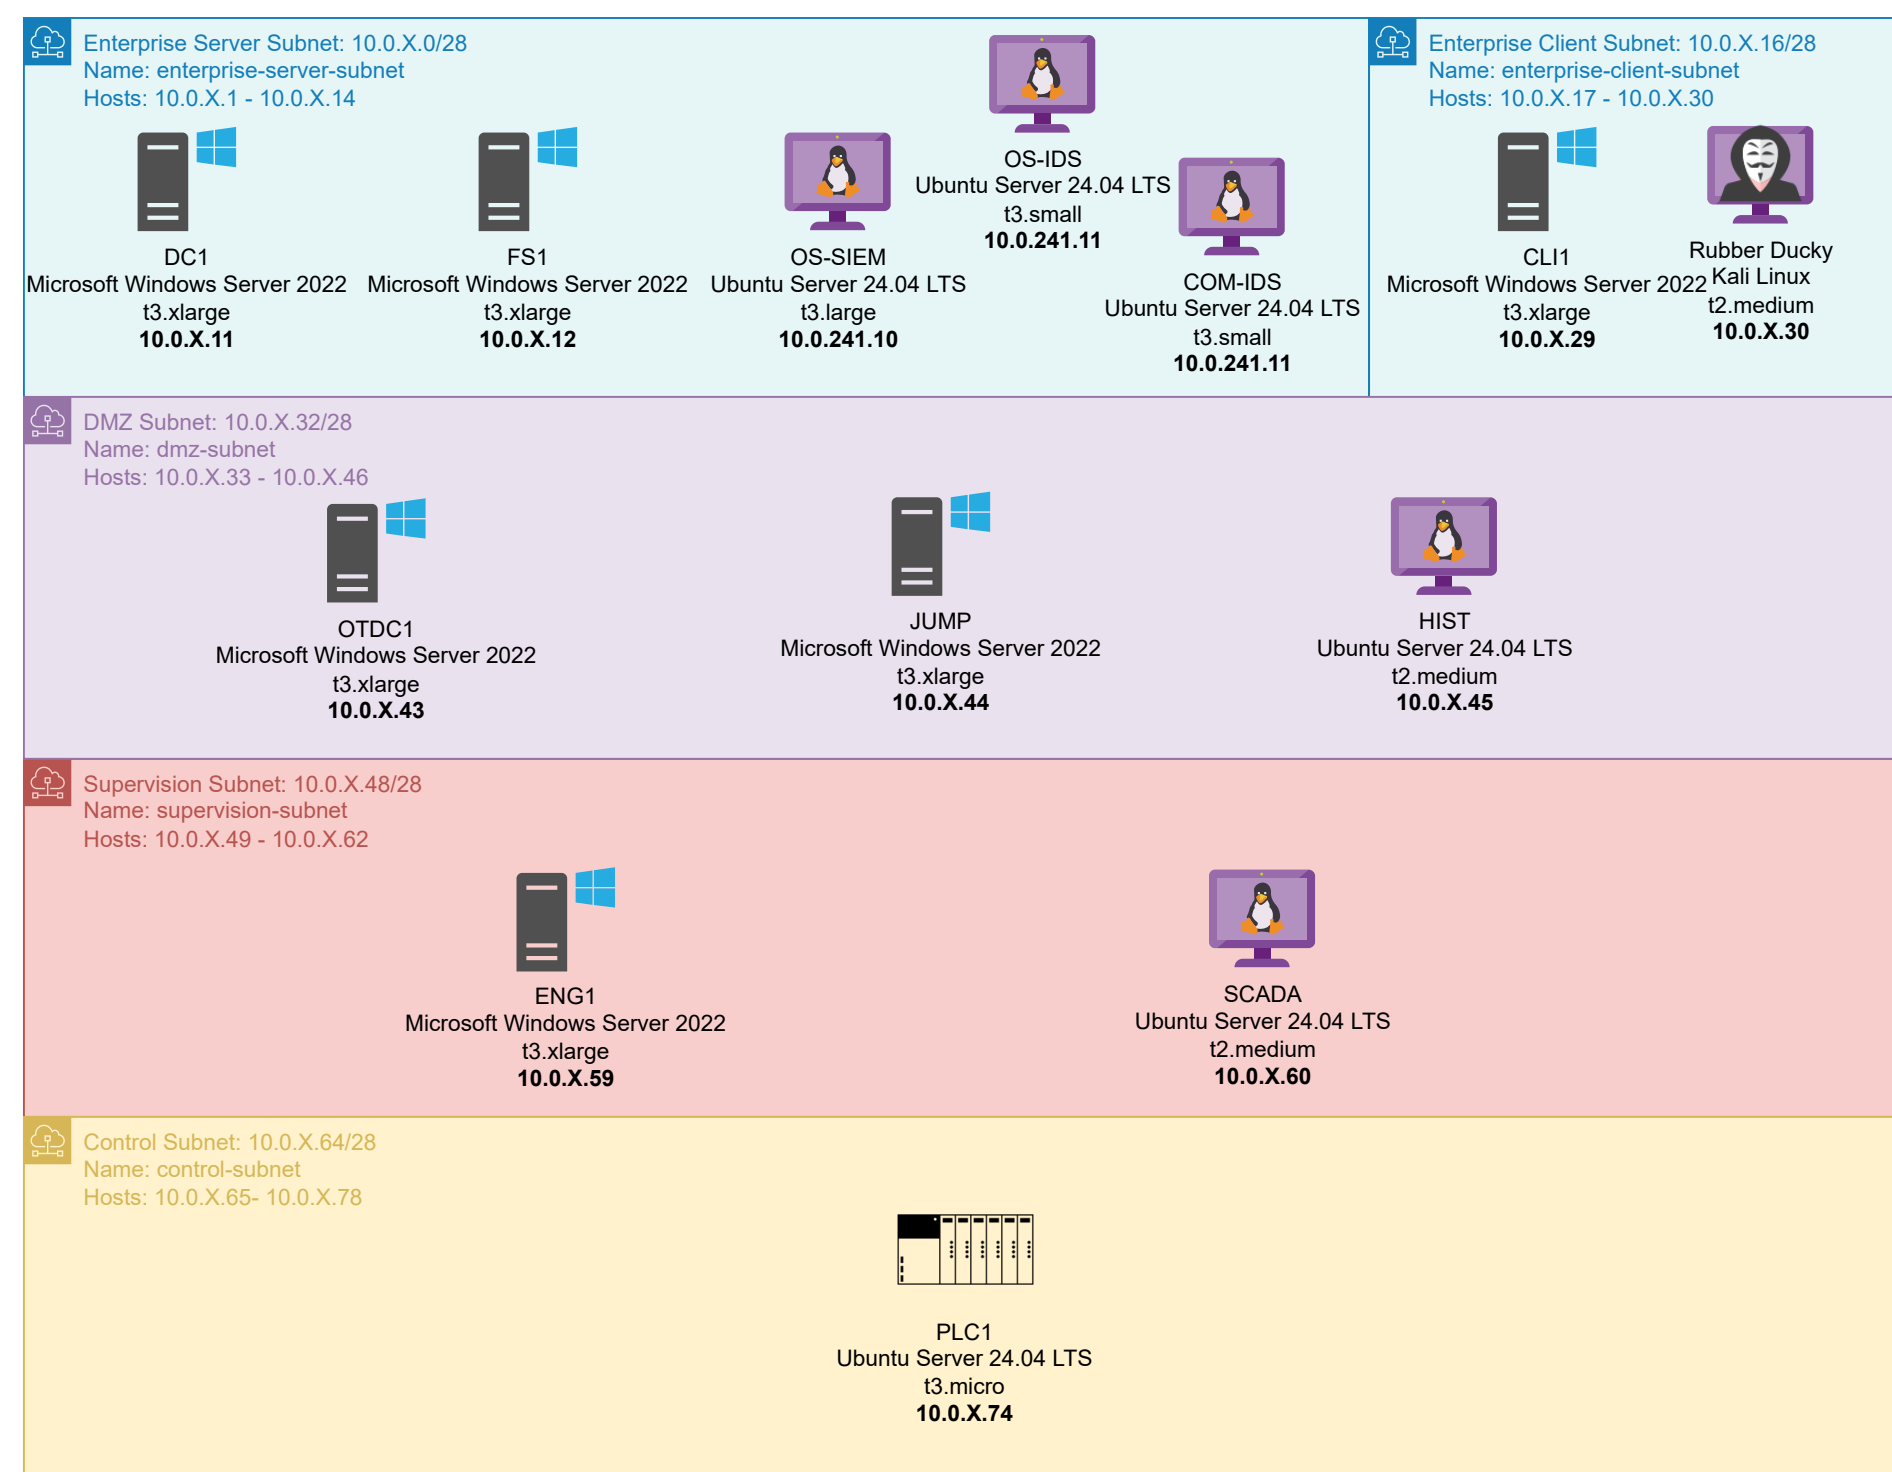 Enterprise Server Subnet: 10.0.X.0/28
Name: enterprise-server-subnet
Hosts: 10.0.X.1 - 10.0.X.14
DC1
Microsoft Windows Server 2022
t3.xlarge
10.0.X.11
FS1
Microsoft Windows Server 2022
t3.xlarge
10.0.X.12
OS-SIEM
Ubuntu Server 24.04 LTS
t3.large
10.0.241.10
OS-IDS
Ubuntu Server 24.04 LTS
t3.small
10.0.241.11
COM-IDS
Ubuntu Server 24.04 LTS
t3.small
10.0.241.11
Enterprise Client Subnet: 10.0.X.16/28
Name: enterprise-client-subnet
Hosts: 10.0.X.17 - 10.0.X.30
CLI1
Microsoft Windows Server 2022
t3.xlarge
10.0.X.29
Rubber Ducky
Kali Linux
t2.medium
10.0.X.30
DMZ Subnet: 10.0.X.32/28
Name: dmz-subnet
Hosts: 10.0.X.33 - 10.0.X.46
OTDC1
Microsoft Windows Server 2022
t3.xlarge
10.0.X.43
JUMP
Microsoft Windows Server 2022
t3.xlarge
10.0.X.44
HIST
Ubuntu Server 24.04 LTS
t2.medium
10.0.X.45
Supervision Subnet: 10.0.X.48/28
Name: supervision-subnet
Hosts: 10.0.X.49 - 10.0.X.62
ENG1
Microsoft Windows Server 2022
t3.xlarge
10.0.X.59
SCADA
Ubuntu Server 24.04 LTS
t2.medium
10.0.X.60
Control Subnet: 10.0.X.64/28
Name: control-subnet
Hosts: 10.0.X.65- 10.0.X.78
PLC1
Ubuntu Server 24.04 LTS
t3.micro
10.0.X.74